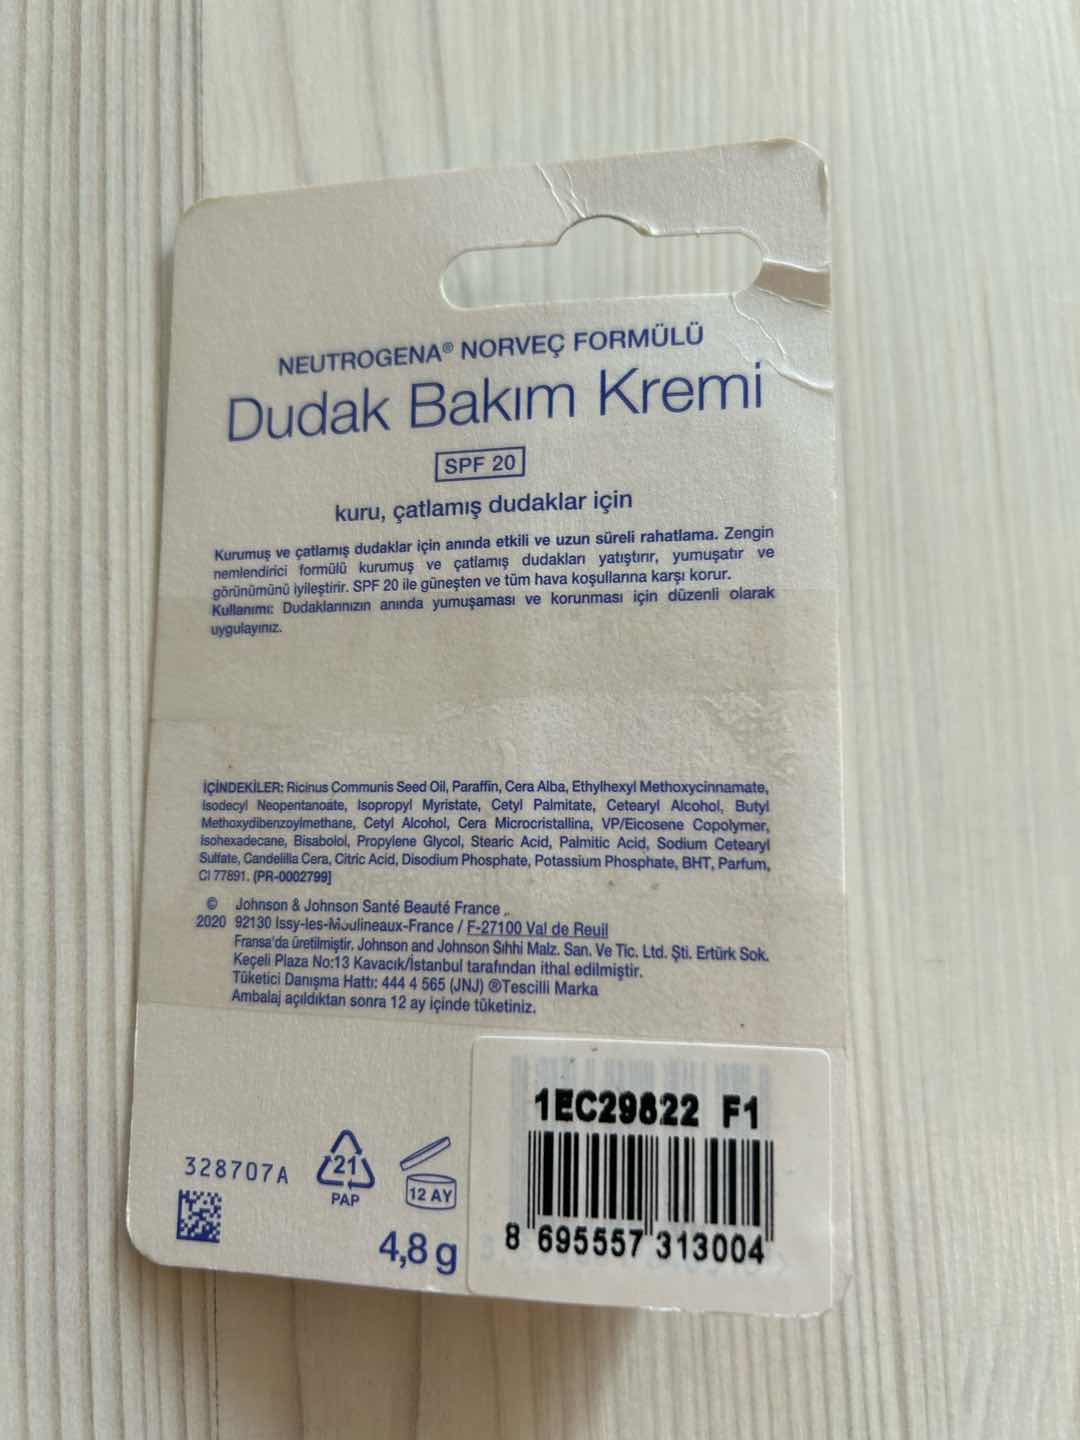 NEUTROGENA® NORVEÇ FORMÜLÜ
Dudak Bakım Kremi
SPF 20
kuru, çatlamış dudaklar için
Kurumuş ve çatlamış dudaklar için anında etkili ve uzun süreli rahatlama. Zengin
nemlendirici formülü kurumuş ve çatlamış dudakları yatıştırır, yumuşatır ve
görünümünü iyileştirir. SPF 20 ile güneşten ve tüm hava koşullarına karşı korur.
Kullanımı: Dudaklarınızın anında yumuşaması ve korunması için düzenli olarak
uygulayınız.
İÇİNDEKİLER: Ricinus Communis Seed Oil, Paraffin, Cera Alba, Ethylhexyl Methoxycinnamate,
Isodecyl Neopentanoate, Isopropyl Myristate, Cetyl Palmitate, Cetearyl Alcohol, Butyl
Methoxydibenzoylmethane, Cetyl Alcohol, Cera Microcristallina, VP/Eicosene Copolymer,
Isohexadecane, Bisabolol, Propylene Glycol, Stearic Acid, Palmitic Acid, Sodium Cetearyl
Sulfate, Candelilla Cera, Citric Acid, Disodium Phosphate, Potassium Phosphate, BHT, Parfum,
CI 77891. (PR-0002799]
© Johnson & Johnson Santé Beauté France
2020 92130 Issy-les-Moulineaux-France / F-27100 Val de Reuil
Fransa'da üretilmiştir. Johnson and Johnson Sıhhi Malz. San. Ve Tic. Ltd. Şti. Ertürk Sok.
Keçeli Plaza No:13 Kavacık/İstanbul tarafından ithal edilmiştir.
Tüketici Danışma Hattı: 444 4 565 (JNJ) ®Tescilli Marka
Ambalaj açıldıktan sonra 12 ay içinde tüketiniz.
1EC29822 F1
328707A
21
PAP
12 AY
4,8 g
8 695557 313004